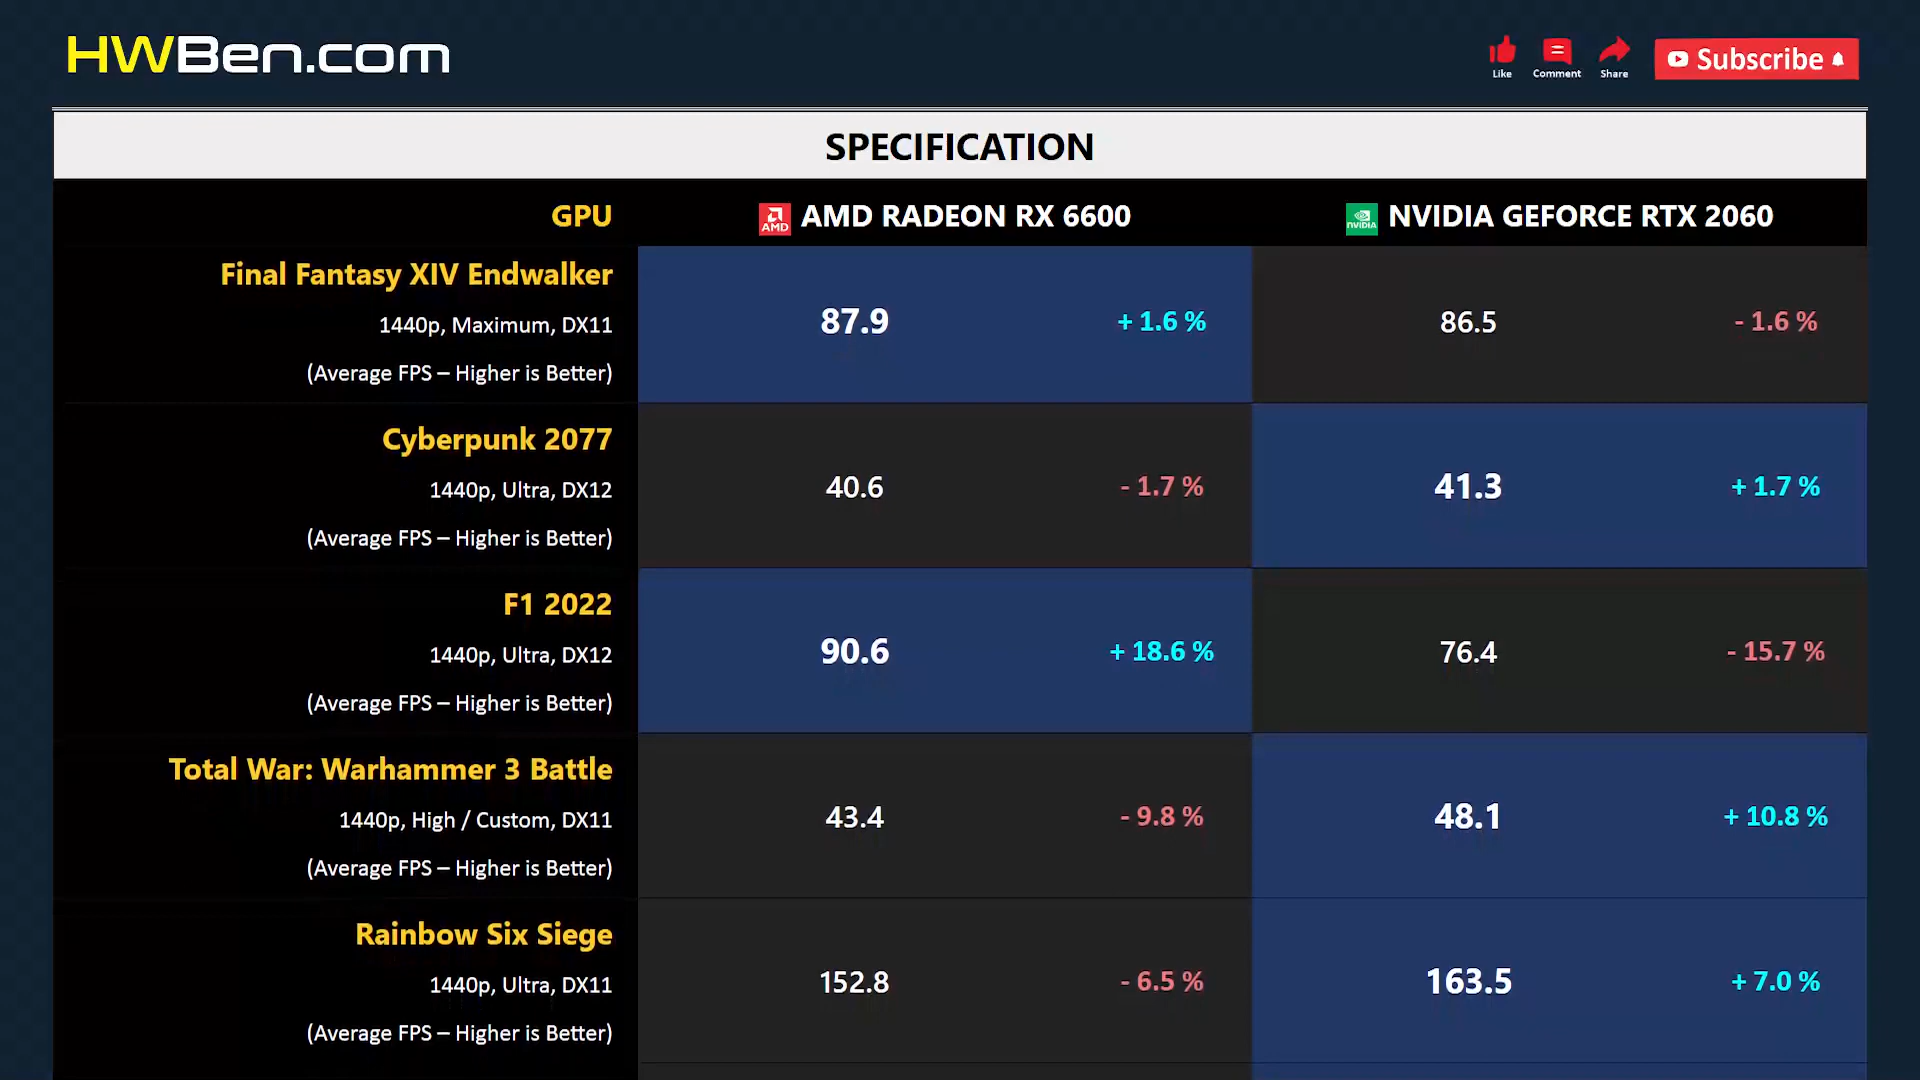 HWBen.com
Like
Comment
Share
Subscribe
SPECIFICATION
GPU
AMD
AMD RADEON RX 6600
NVIDIA
NVIDIA GEFORCE RTX 2060
Final Fantasy XIV Endwalker
1440p, Maximum, DX11
(Average FPS – Higher is Better)
87.9
+ 1.6 %
86.5
- 1.6 %
Cyberpunk 2077
1440p, Ultra, DX12
(Average FPS – Higher is Better)
40.6
- 1.7 %
41.3
+ 1.7 %
F1 2022
1440p, Ultra, DX12
(Average FPS – Higher is Better)
90.6
+ 18.6 %
76.4
- 15.7 %
Total War: Warhammer 3 Battle
1440p, High / Custom, DX11
(Average FPS – Higher is Better)
43.4
- 9.8 %
48.1
+ 10.8 %
Rainbow Six Siege
1440p, Ultra, DX11
(Average FPS – Higher is Better)
152.8
- 6.5 %
163.5
+ 7.0 %